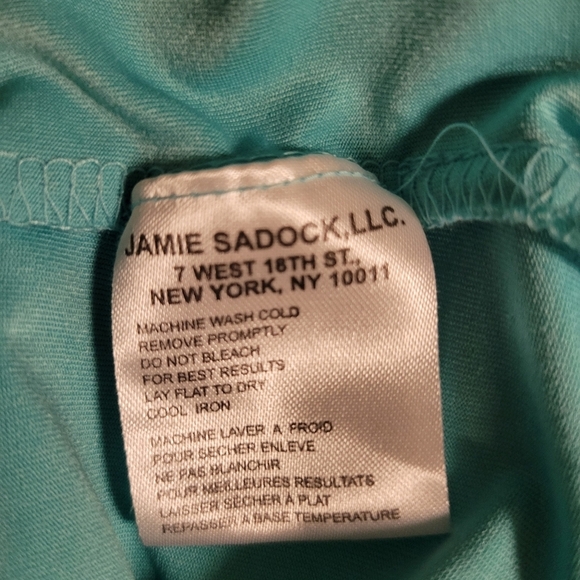 JAMIE SADOCK, LLC.
7 WEST 18TH ST.,
NEW YORK, NY 10011
MACHINE WASH COLD
REMOVE PROMPTLY
DO NOT BLEACH
FOR BEST RESULTS
LAY FLAT TO DRY
COOL IRON
MACHINE LAVER A FROID
POUR SECHER ENLEVE
NE PAS BLANCHIR
POUR MEILLEURES RESULTATS
LAISSER SÉCHER A PLAT
REPASSER A BASE TEMPERATURE